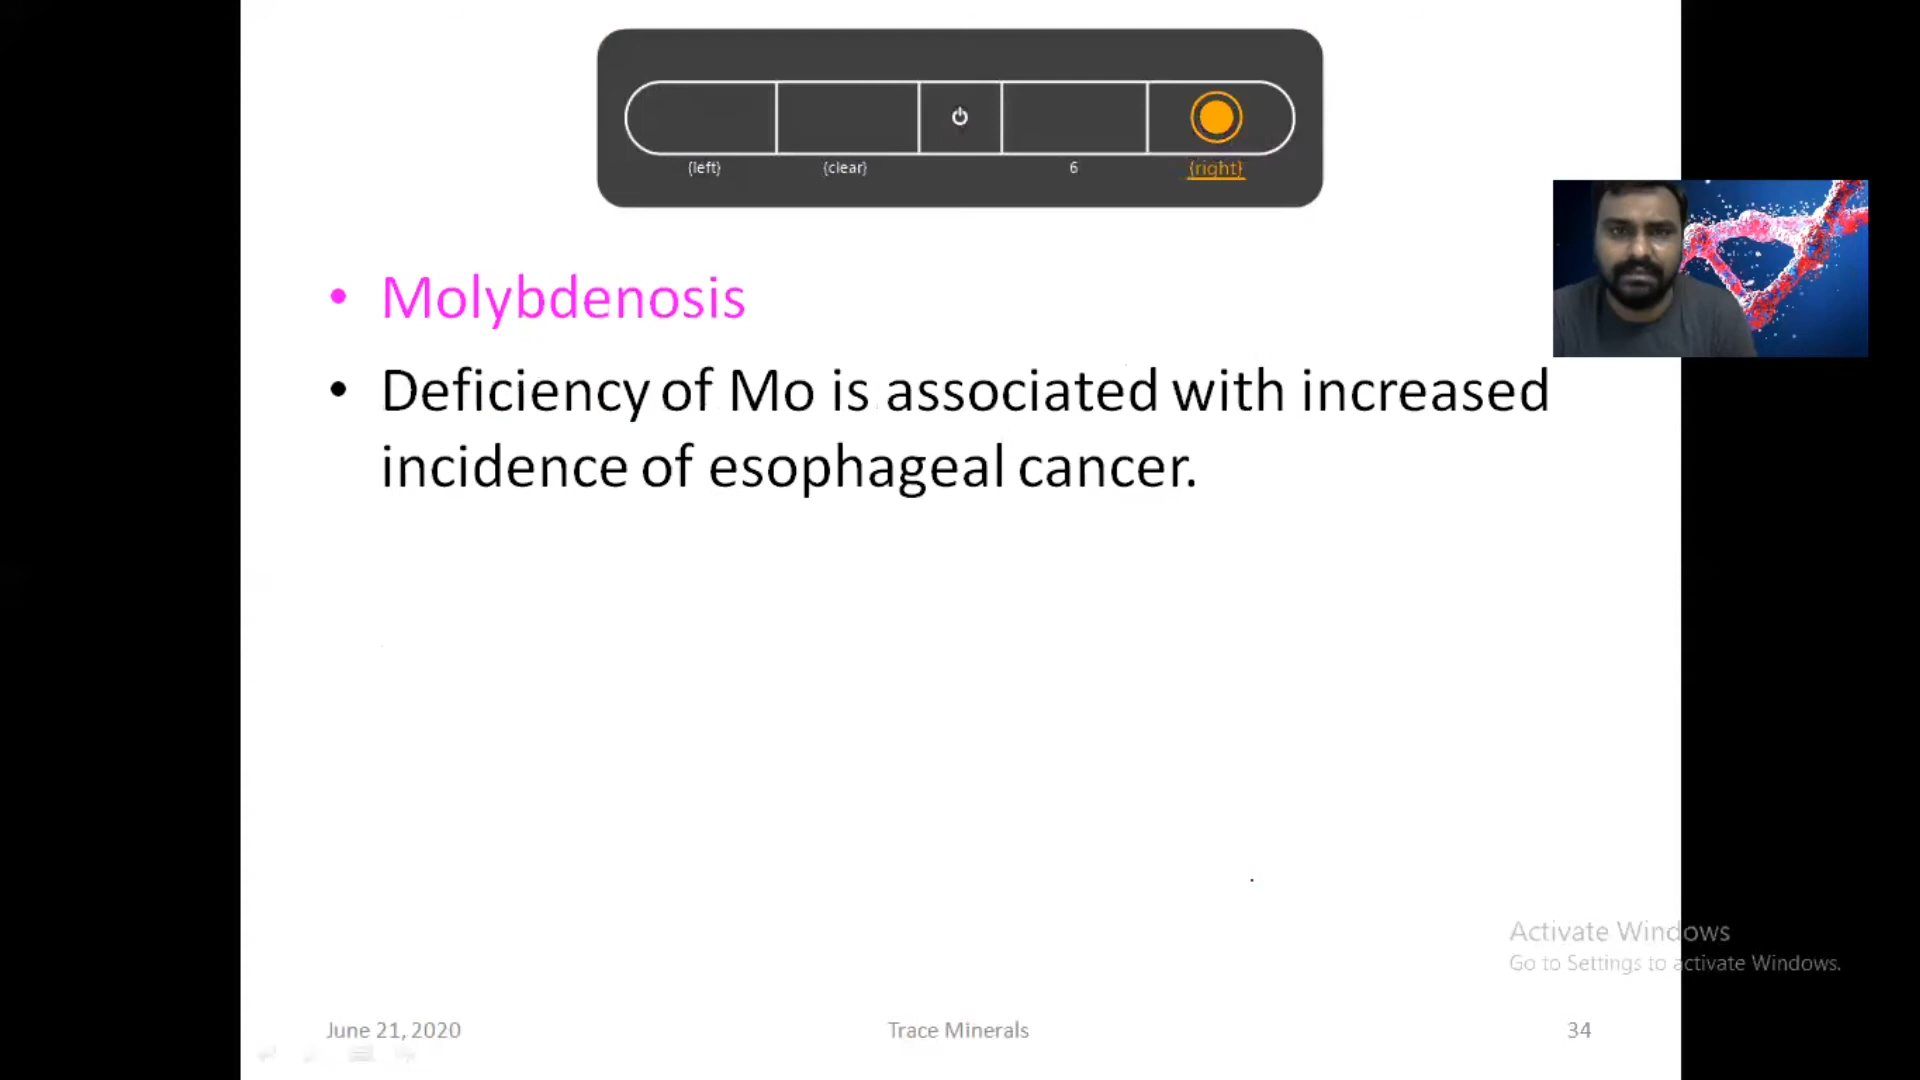 {left} {clear} 6 {right}
• Molybdenosis
• Deficiency of Mo is associated with increased
incidence of esophageal cancer.
Activate Windows
Go to Settings to activate Windows.
June 21, 2020 Trace Minerals 34